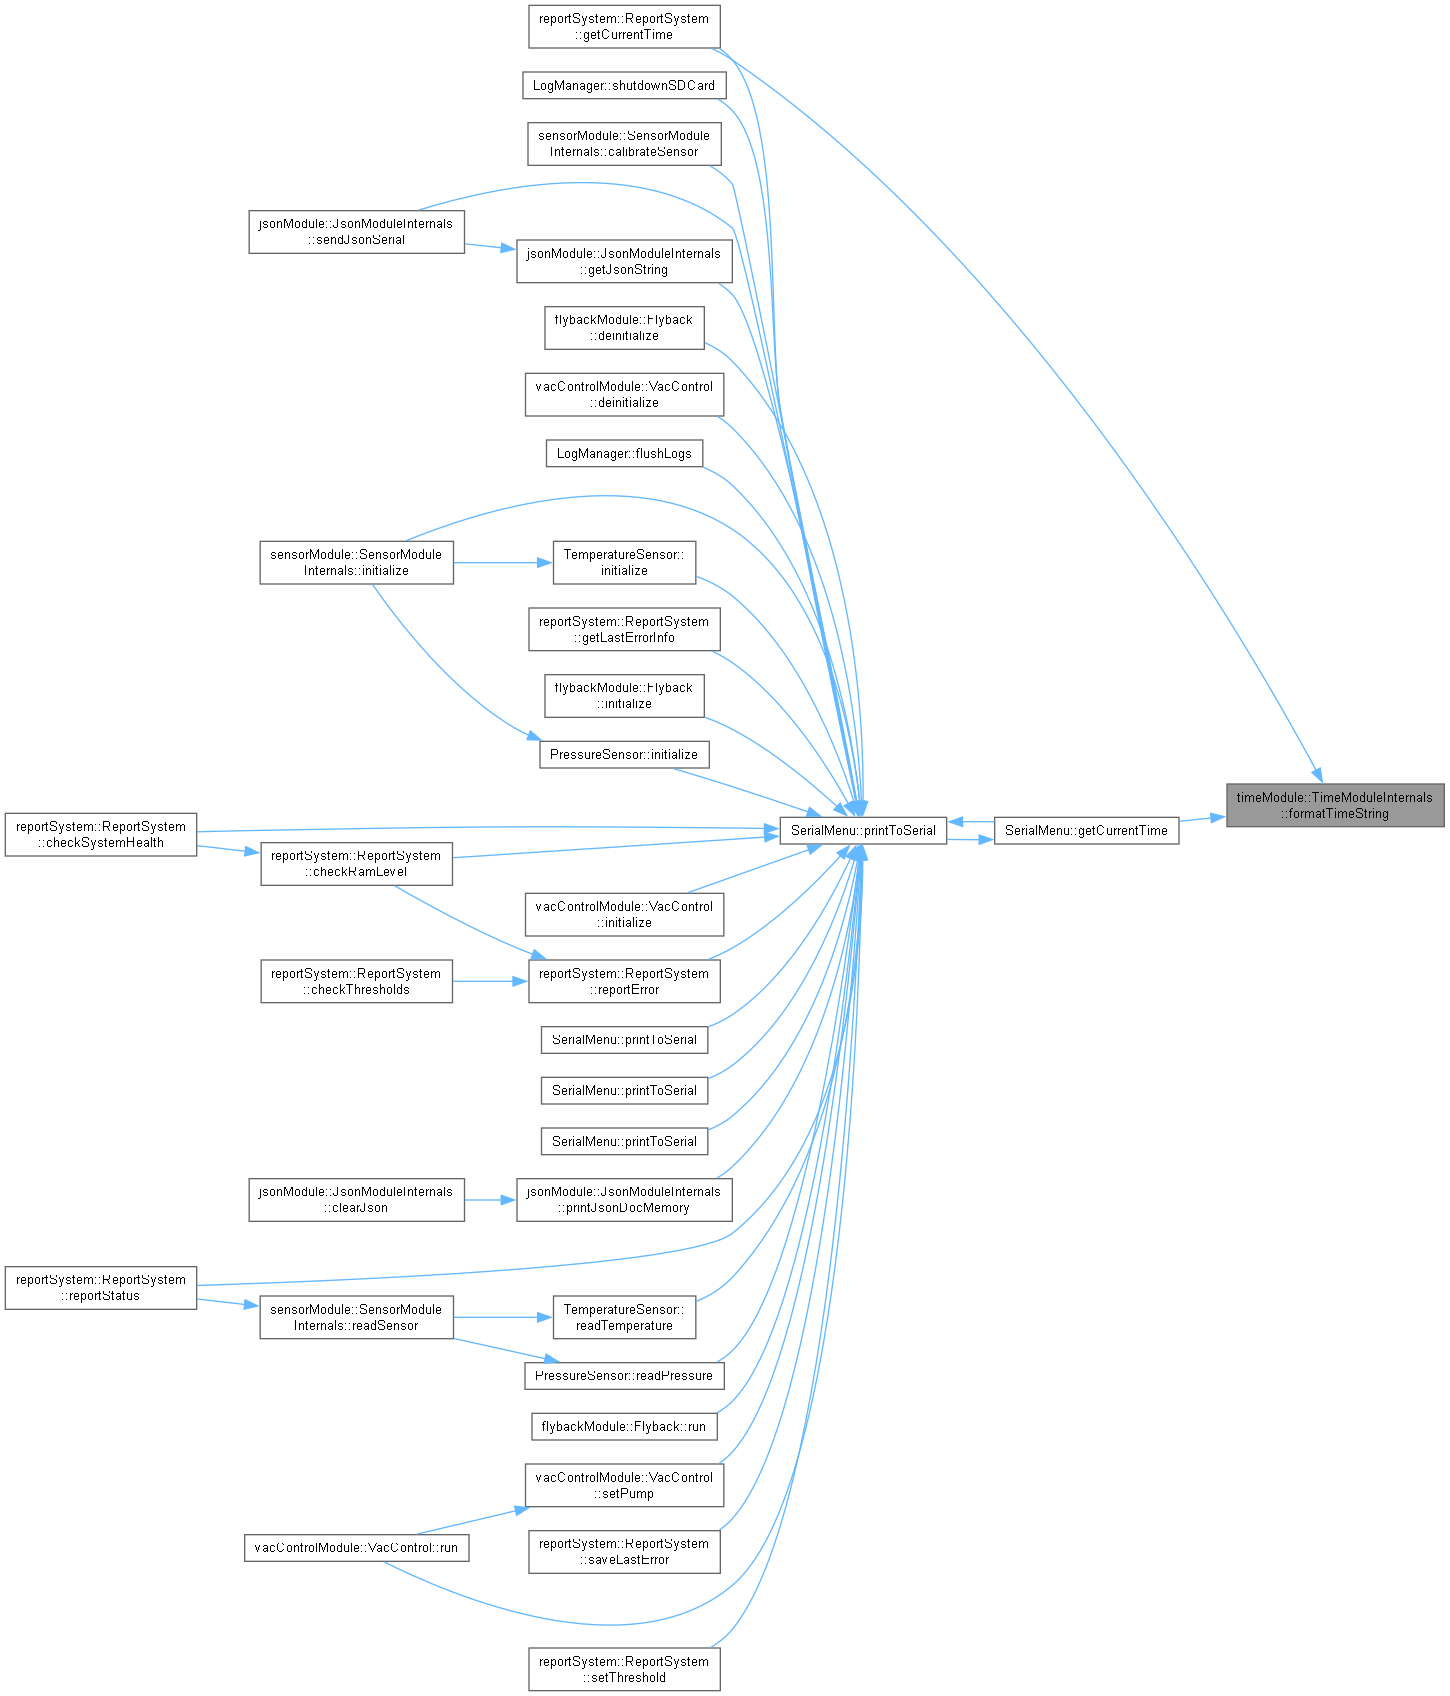 reportSystem::ReportSystem
::getCurrentTime
LogManager::shutdownSDCard
sensorModule::SensorModule
Internals::calibrateSensor
jsonModule::JsonModuleInternals
::sendJsonSerial
jsonModule::JsonModuleInternals
::getJsonString
flybackModule::Flyback
::deinitialize
vacControlModule::VacControl
::deinitialize
LogManager::flushLogs
sensorModule::SensorModule
Internals::initialize
TemperatureSensor::
initialize
reportSystem::ReportSystem
::getLastErrorInfo
flybackModule::Flyback
::initialize
PressureSensor::initialize
timeModule::TimeModuleInternals
::formatTimeString
reportSystem::ReportSystem
::checkSystemHealth
SerialMenu::printToSerial
SerialMenu::getCurrentTime
reportSystem::ReportSystem
::checkRamLevel
vacControlModule::VacControl
::initialize
reportSystem::ReportSystem
::checkThresholds
reportSystem::ReportSystem
::reportError
SerialMenu::printToSerial
SerialMenu::printToSerial
SerialMenu::printToSerial
jsonModule::JsonModuleInternals
::clearJson
jsonModule::JsonModuleInternals
::printJsonDocMemory
reportSystem::ReportSystem
::reportStatus
sensorModule::SensorModule
Internals::readSensor
TemperatureSensor::
readTemperature
PressureSensor::readPressure
flybackModule::Flyback::run
vacControlModule::VacControl
::setPump
vacControlModule::VacControl::run
reportSystem::ReportSystem
::saveLastError
reportSystem::ReportSystem
::setThreshold